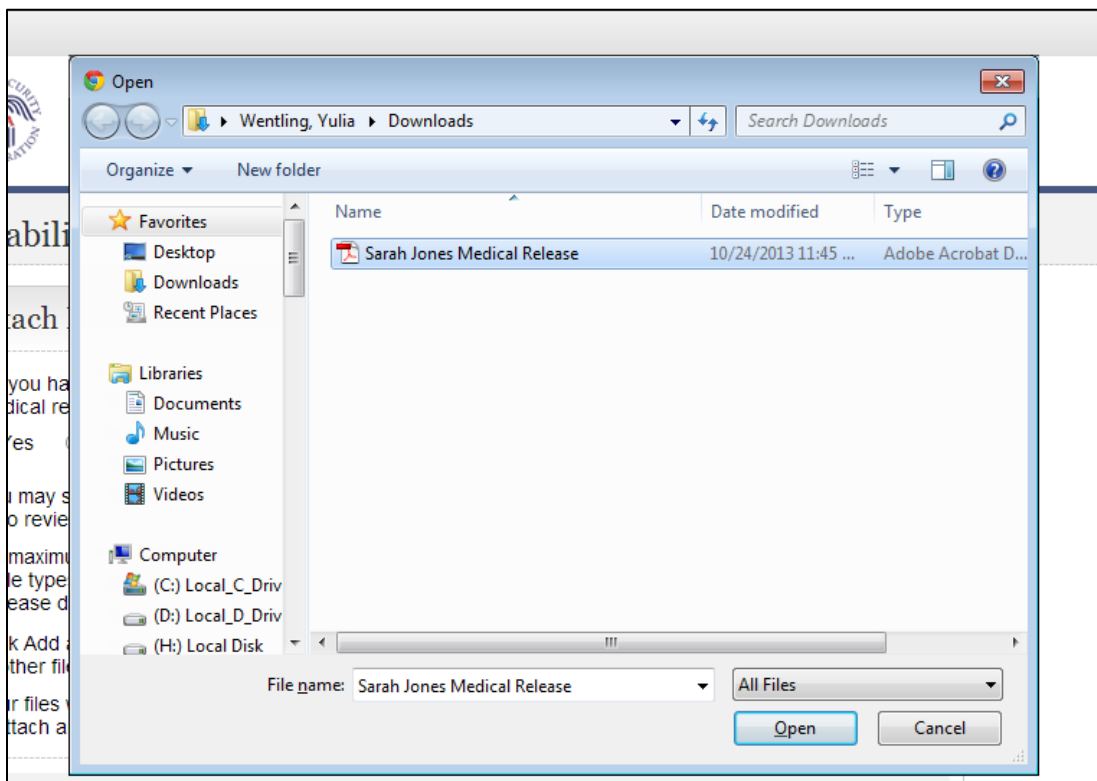 Open
Wentling, Yulia Downloads
Search Downloads
Organize New folder
Name Date modified Type
Favorites
Desktop
Downloads
Recent Places
Libraries
Documents
Music
Pictures
Videos
Computer
(C:) Local_C_Driv
(D:) Local_D_Driv
(H:) Local Disk
Sarah Jones Medical Release 10/24/2013 11:45 ... Adobe Acrobat D...
File name: Sarah Jones Medical Release
All Files
Open Cancel
abili
tach
you ha
dical re
Yes
u may s
o revie
maximu
le type
ease d
k Add a
ther file
ur files
ttach a